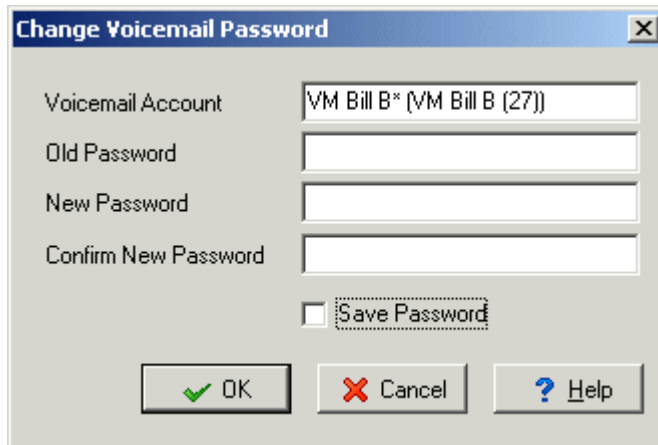 Change Voicemail Password
Voicemail Account VM Bill B* (VM Bill B (27))
Old Password
New Password
Confirm New Password
Save Password
OK Cancel Help